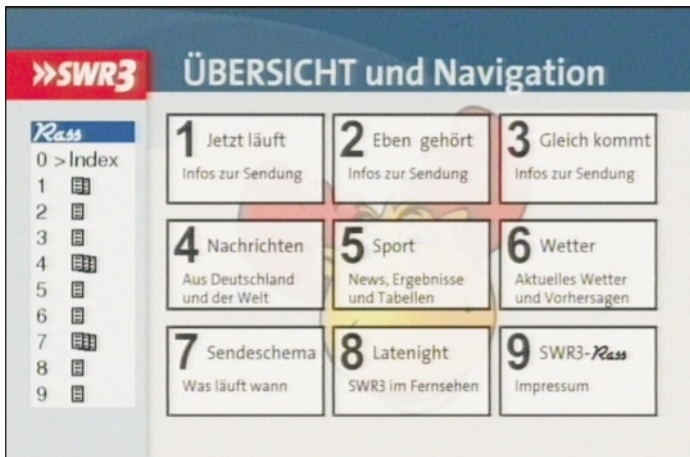 »SWR3
ÜBERSICHT und Navigation
Rass
0 > Index
1
2
3
4
5
6
7
8
9
1 Jetzt läuft
Infos zur Sendung
2 Eben gehört
Infos zur Sendung
3 Gleich kommt
Infos zur Sendung
4 Nachrichten
Aus Deutschland
und der Welt
5 Sport
News, Ergebnisse
und Tabellen
6 Wetter
Aktuelles Wetter
und Vorhersagen
7 Sendeschema
Was läuft wann
8 Latenight
SWR3 im Fernsehen
9 SWR3-Rass
Impressum